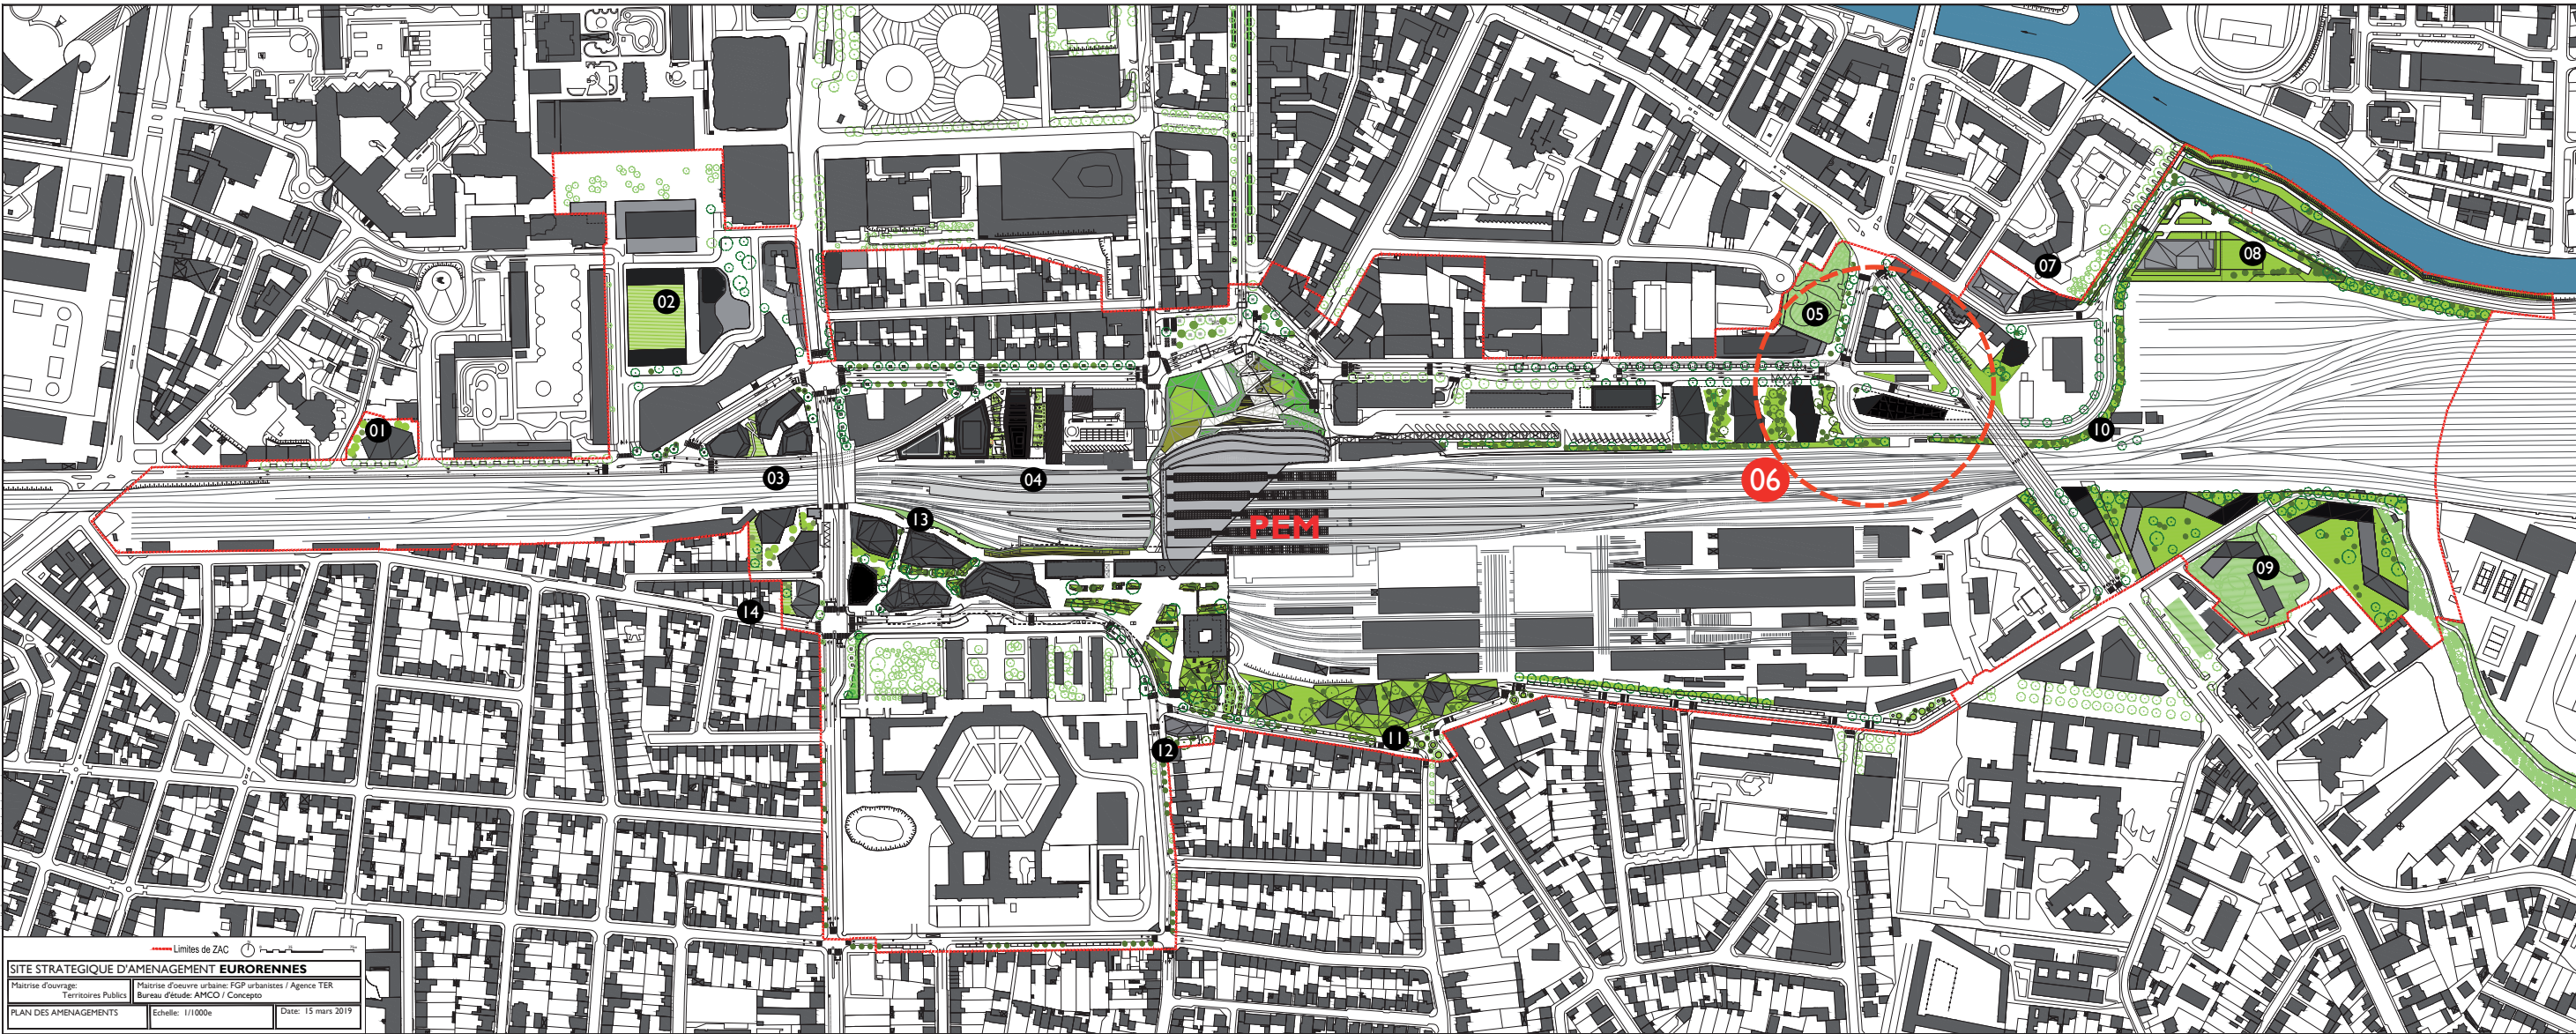 07
08
02
05
01
10
03
04
06
13
PEM
09
14
11
12
Limites de ZAC
SITE STRATEGIQUE D'AMENAGEMENT EURORENNES
Maitrise d'ouvrage:
Territoires Publics
Maitrise d'oeuvre urbaine: FGP urbanistes / Agence TER
Bureau d'étude: AMCO / Concepto
PLAN DES AMENAGEMENTS
Echelle: 1/1000e
Date: 15 mars 2019